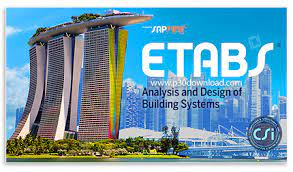 SAPFIRE
ETABS®
www.p30download.com
Analysis and Design of
Building Systems
CSi